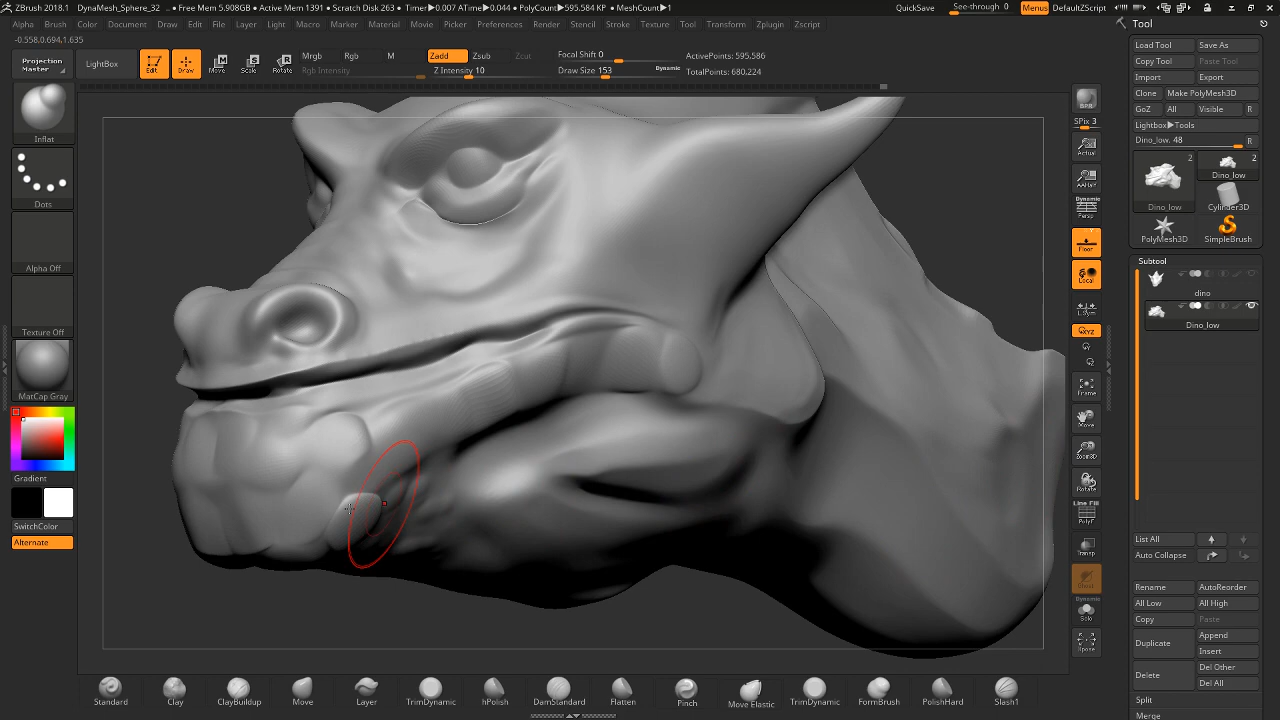 ZBrush 2018.1 DynaMesh_Sphere_32 .. • Free Mem 5.908GB • Active Mem 1391 • Scratch Disk 263 • Timer▶0.007 ATime▶0.044 • PolyCount▶595.584 KP • MeshCount▶1 QuickSave See-through 0 Menus DefaultZScript
Alpha Brush Color Document Draw Edit File Layer Light Macro Marker Material Movie Picker Preferences Render Stencil Stroke Texture Tool Transform Zplugin Zscript
-0.558,0.694,1.635
Projection Master
LightBox
Edit
Draw
Move
Scale
Rotate
Mrgb Rgb M
Rgb Intensity
Zadd Zsub Zcut
Z Intensity 10
Focal Shift 0
Draw Size 153 Dynamic
ActivePoints: 595,586
TotalPoints: 680,224
Inflat
Dots
Alpha Off
Texture Off
MatCap Gray
Gradient
SwitchColor
Alternate
BPR
SPix 3
Actual
AAHalf
Dynamic
Persp
Floor
Local
L.Sym
XYZ
Frame
Move
Zoom3D
Rotate
Line Fill
PolyF
Transp
Dynamic
Solo
Xpose
Tool
Load Tool Save As
Copy Tool Paste Tool
Import Export
Clone Make PolyMesh3D
GoZ All Visible R
Lightbox▶Tools
Dino_low. 48 R
2
2
Dino_low
Dino_low
Cylinder3D
PolyMesh3D
SimpleBrush
Subtool
dino
Dino_low
List All
Auto Collapse
Rename AutoReorder
All Low All High
Copy Paste
Duplicate Append
Insert
Delete Del Other
Del All
Split
Merge
Standard Clay ClayBuildup Move Layer TrimDynamic hPolish DamStandard Flatten Pinch Move Elastic TrimDynamic FormBrush PolishHard Slash1